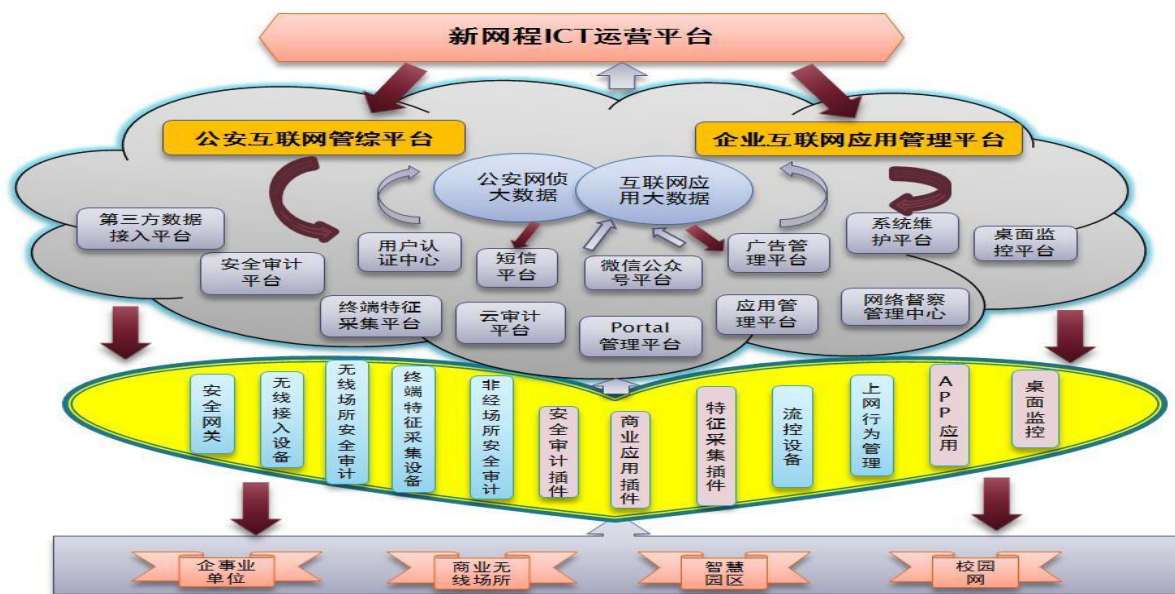 新网程ICT运营平台
公安互联网管综平台
企业互联网应用管理平台
公安网侦
大数据
互联网应
用大数据
第三方数据
接入平台
安全审计
平台
用户认
证中心
短信
平台
微信公众
号平台
广告管
理平台
系统维
护平台
桌面监
控平台
终端特征
采集平台
云审计
平台
Portal
管理平台
应用管
理平台
网络督察
管理中心
安全网关
无线接入设备
无线场所安全审计
终端特征采集设备
非经场所安全审计
安全审计插件
商业应用插件
特征采集插件
流控设备
上网行为管理
APP应用
桌面监控
企事业
单位
商业无
线场所
智慧
园区
校园
网